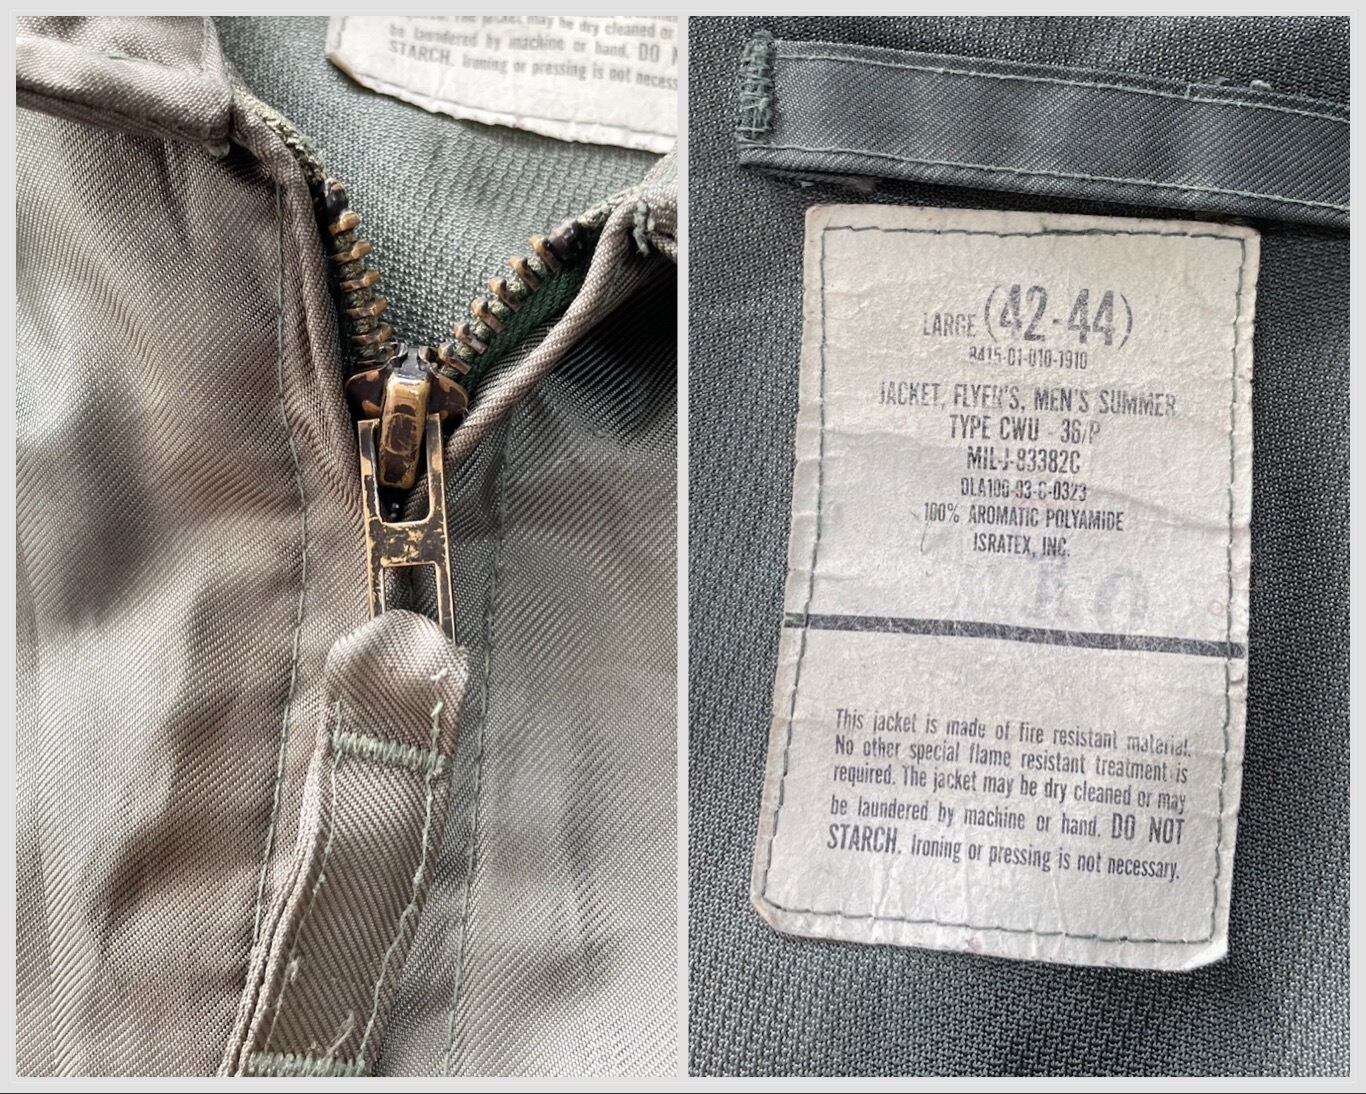 The jacket may be dry cleaned or
be laundered by machine or hand. DO
STARCH. Ironing or pressing is not necess
LARGE (42-44)
8415-01-010-1910
JACKET, FLYER'S, MEN'S SUMMER
TYPE CWU - 36/P
MIL-J-83382C
DLA100-83-C-0323
100% AROMATIC POLYAMIDE
ISRATEX, INC.
This jacket is made of fire resistant material.
No other special flame resistant treatment is
required. The jacket may be dry cleaned or may
be laundered by machine or hand. DO NOT
STARCH. Ironing or pressing is not necessary.